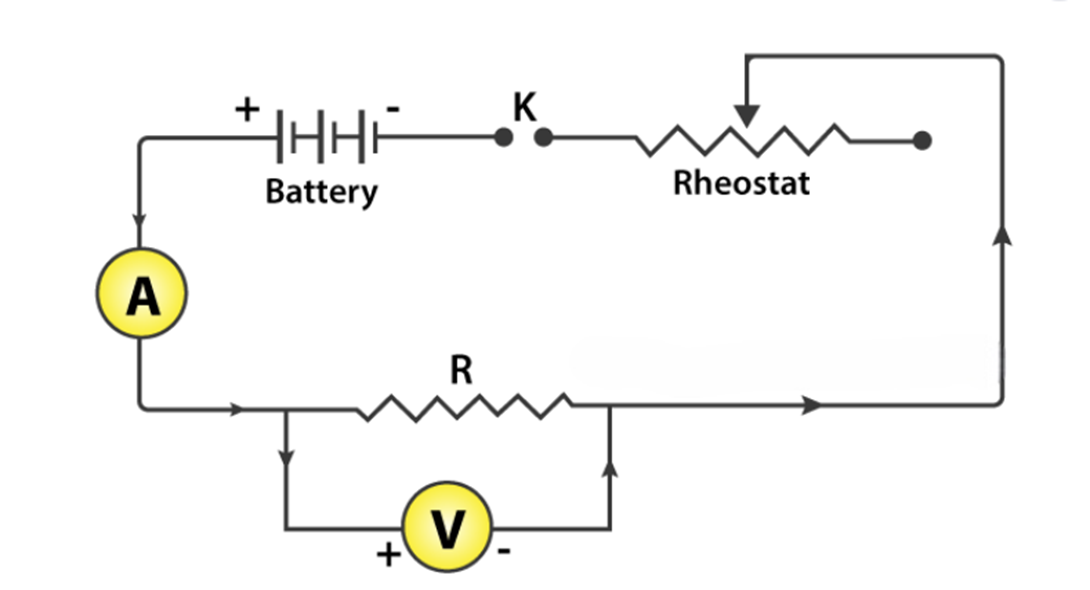 + - K
Battery
Rheostat
A
R
V
+ -